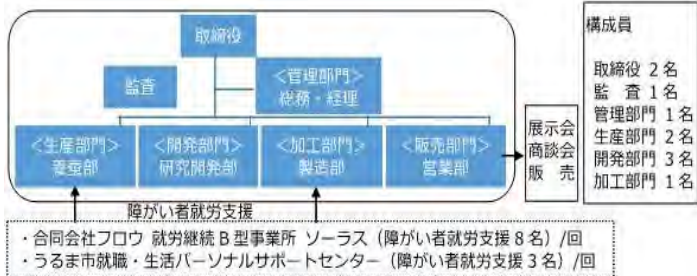 取締役
監査
＜管理部門＞
総務・経理
＜生産部門＞
養蚕部
＜開発部門＞
研究開発部
＜加工部門＞
製造部
＜販売部門＞
営業部
展示会
商談会
販 売
構成員
取締役 2名
監 査 1名
管理部門 1名
生産部門 2名
開発部門 3名
加工部門 1名
障がい者就労支援
・合同会社フロウ 就労継続B型事業所 ソーラス（障がい者就労支援8名）/回
・うるま市就職・生活パーソナルサポートセンター（障がい者就労支援3名）/回